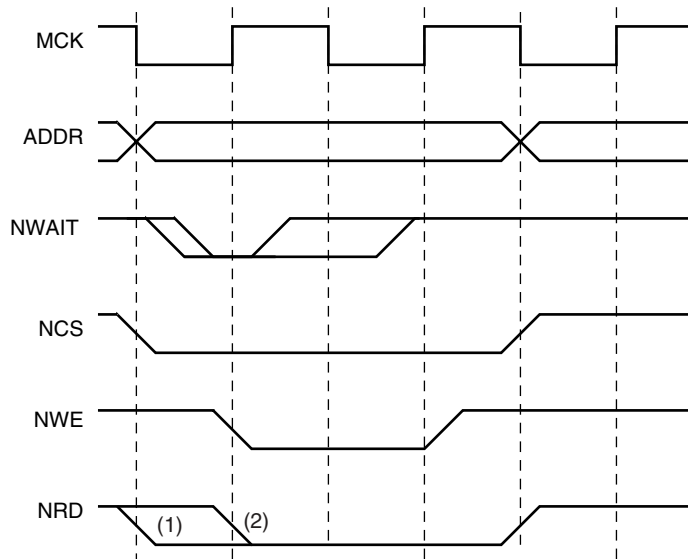 MCK
ADDR
NWAIT
NCS
NWE
NRD
(1)
(2)